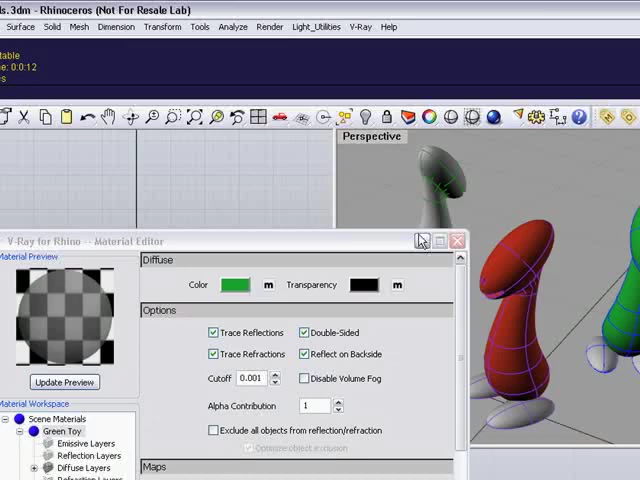 ls.3dm - Rhinoceros (Not For Resale Lab)
Surface Solid Mesh Dimension Transform Tools Analyze Render Light_Utilities V-Ray Help
table
e: 0:0:12
s
Perspective
V-Ray for Rhino -- Material Editor
Material Preview
Diffuse
Color m Transparency m
Options
Trace Reflections Double-Sided
Trace Refractions Reflect on Backside
Cutoff 0.001 Disable Volume Fog
Update Preview
Alpha Contribution 1
Material Workspace
Exclude all objects from reflection/refraction
Scene Materials
Green Toy
Optimize object exclusion
Emissive Layers
Reflection Layers
Diffuse Layers
Maps
Refraction Layers